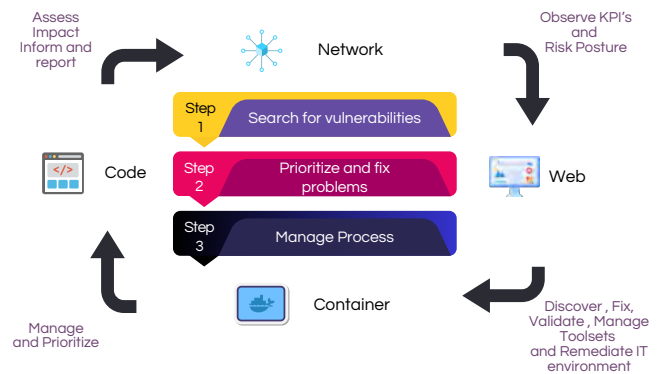 Assess
Impact
Inform and
report
Network
Observe KPI's
and
Risk Posture
Step
1
Search for vulnerabilities
</>
Code
Step
2
Prioritize and fix
problems
Web
Step
3
Manage Process
Container
Manage
and Prioritize
Discover , Fix,
Validate , Manage
Toolsets
and Remediate IT
environment